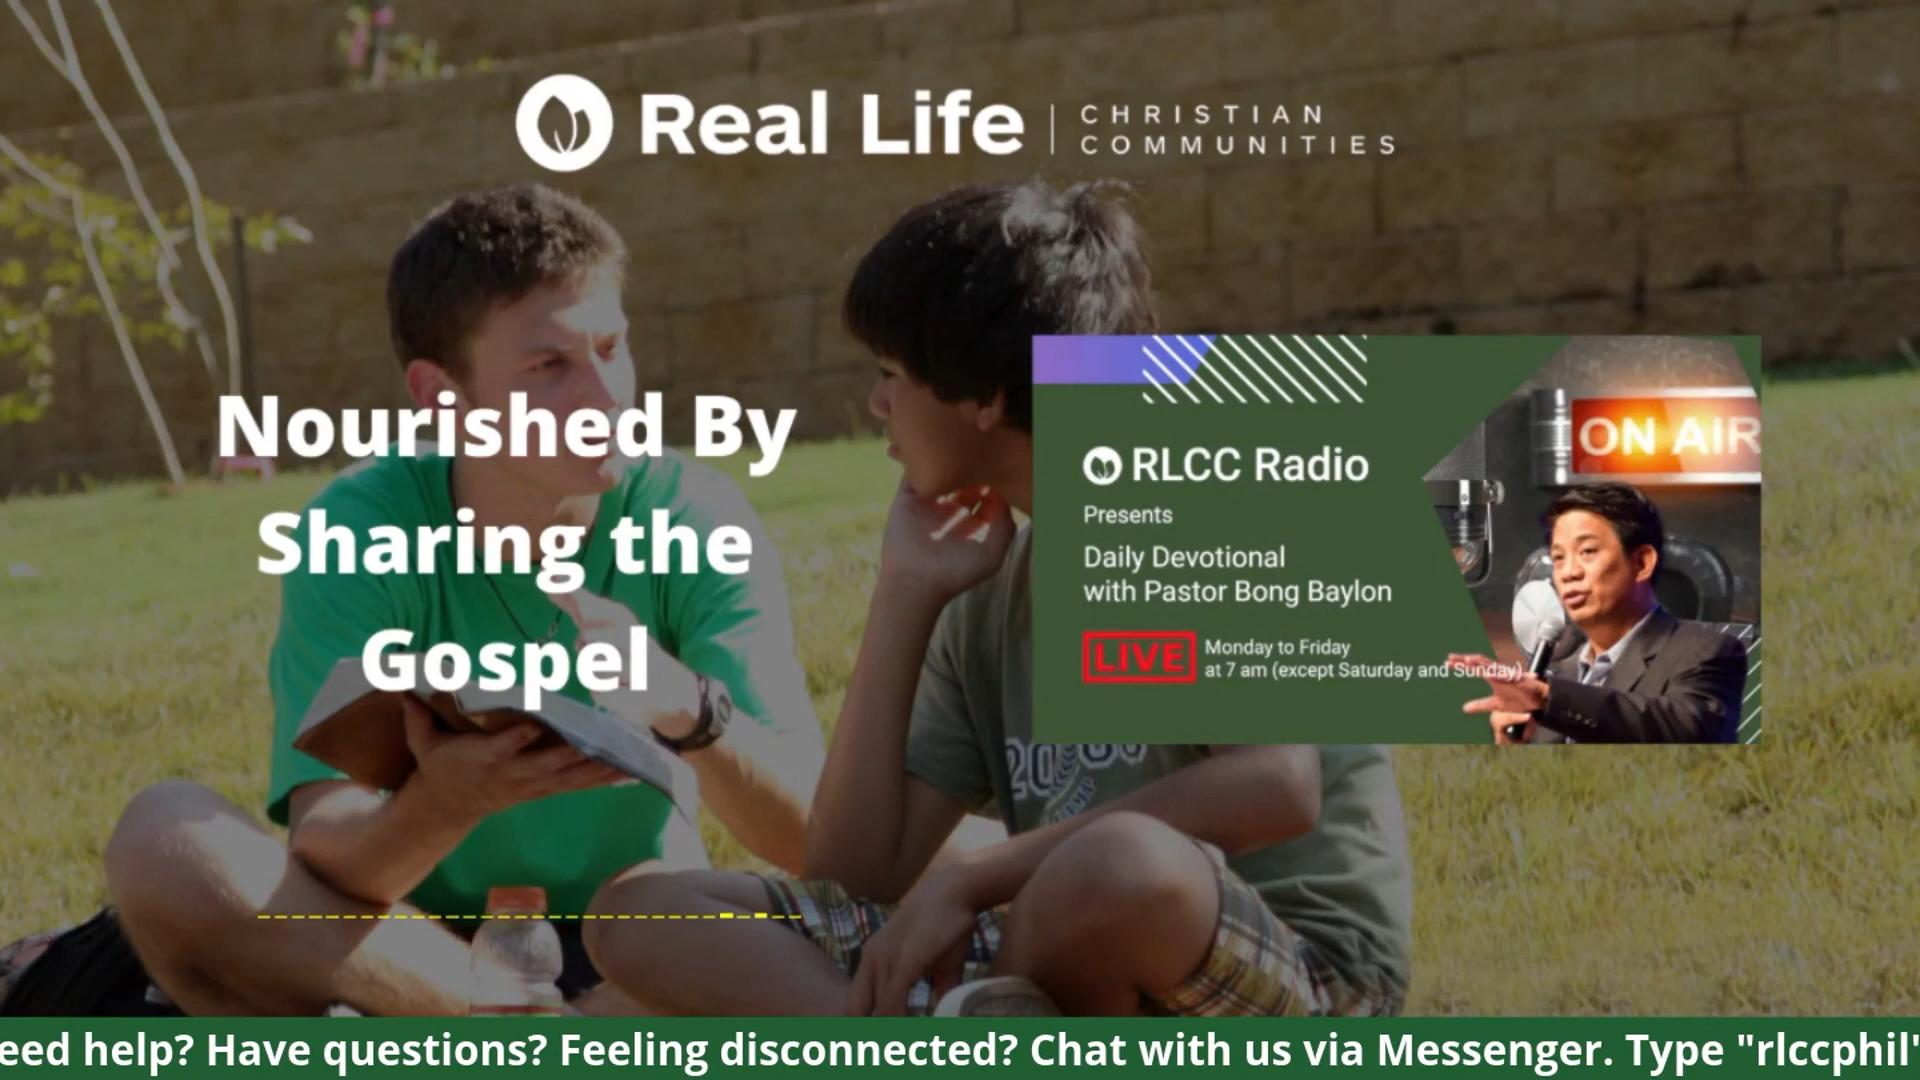 Real Life
CHRISTIAN
COMMUNITIES
Nourished By
Sharing the
Gospel
ON AIR
RLCC Radio
Presents
Daily Devotional
with Pastor Bong Baylon
LIVE
Monday to Friday
at 7 am (except Saturday and Sunday)
eed help? Have questions? Feeling disconnected? Chat with us via Messenger. Type "rlccphil"